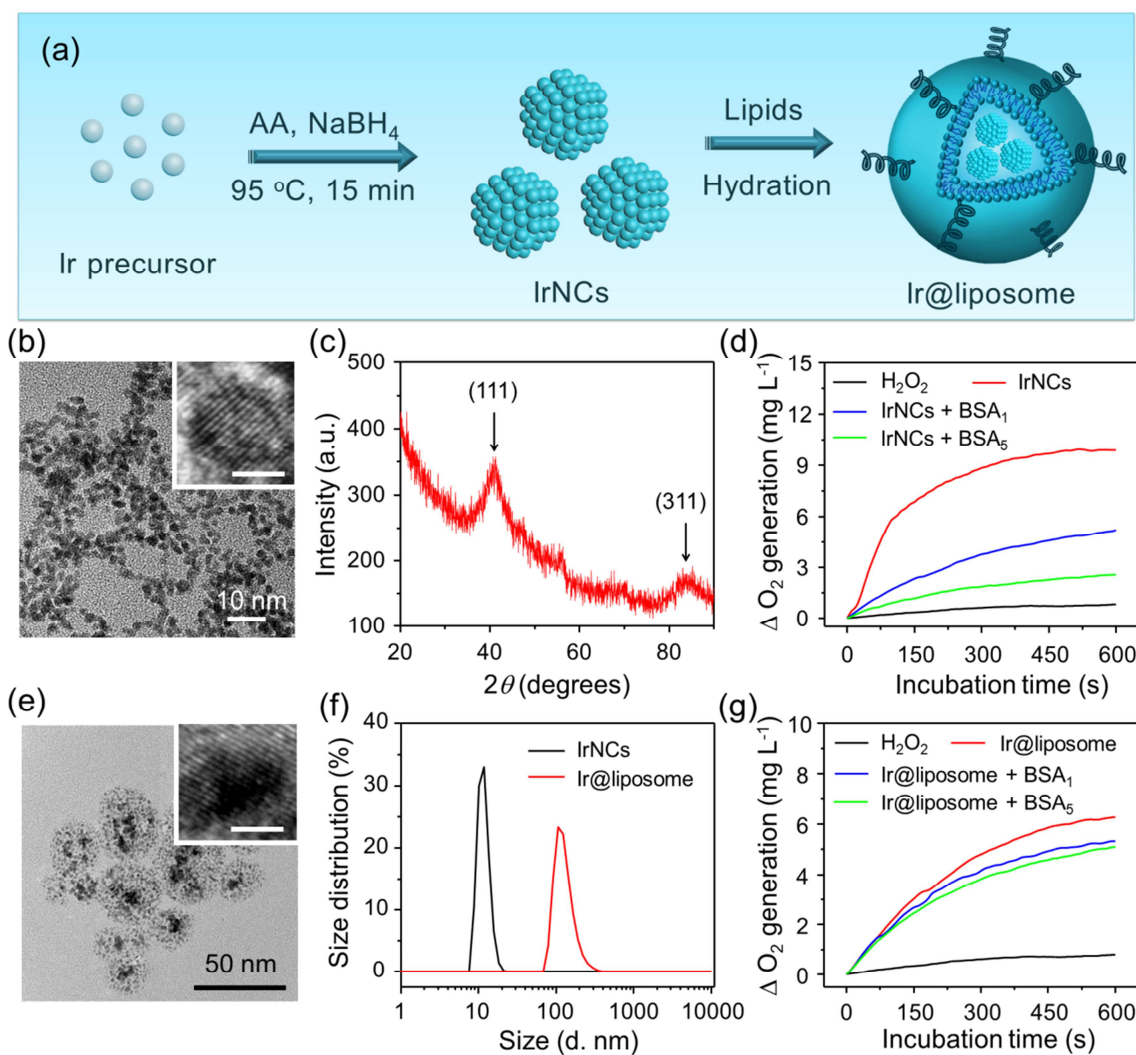 (a)
AA, NaBH₄
95 °C, 15 min
Lipids
Hydration
Ir precursor
IrNCs
Ir@liposome
(b)
10 nm
(c)
500
400
300
200
100
Intensity (a.u.)
(111)
(311)
20
40
60
80
2θ (degrees)
(d)
15
12
9
6
3
0
Δ O₂ generation (mg L⁻¹)
H₂O₂
IrNCs
IrNCs + BSA₁
IrNCs + BSA₅
0
150
300
450
600
Incubation time (s)
(e)
50 nm
(f)
40
30
20
10
0
Size distribution (%)
IrNCs
Ir@liposome
1
10
100
1000
10000
Size (d. nm)
(g)
10
8
6
4
2
0
Δ O₂ generation (mg L⁻¹)
H₂O₂
Ir@liposome
Ir@liposome + BSA₁
Ir@liposome + BSA₅
0
150
300
450
600
Incubation time (s)